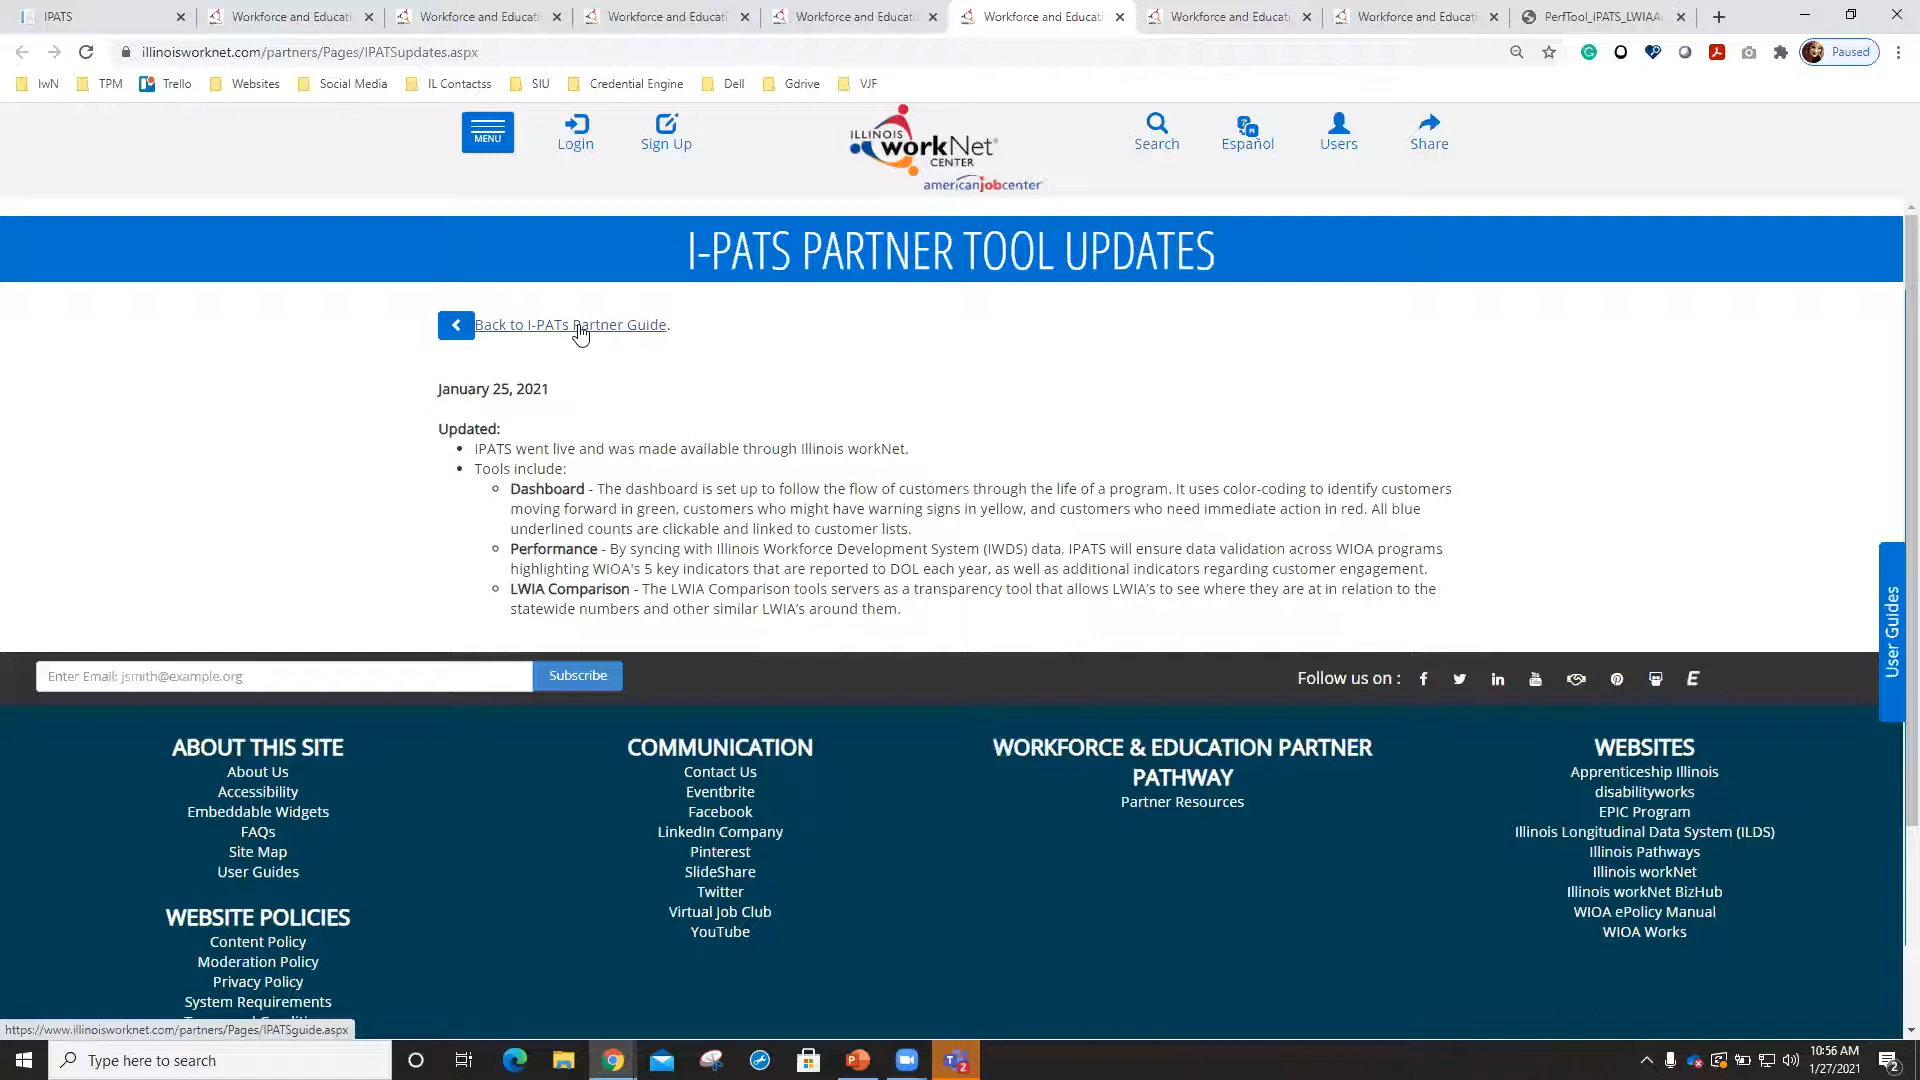 IPATS
Workforce and Educati
Workforce and Educati
Workforce and Educati
Workforce and Educati
Workforce and Educati
Workforce and Educati
Workforce and Educati
PerfTool_IPATS_LWIAA
illinoisworknet.com/partners/Pages/IPATSupdates.aspx
Paused
IwN
TPM
Trello
Websites
Social Media
IL Contactss
SIU
Credential Engine
Dell
Gdrive
VJF
MENU
Login
Sign Up
ILLINOIS
workNet
CENTER
americanjobcenter
Search
Español
Users
Share
I-PATS PARTNER TOOL UPDATES
Back to I-PATs Partner Guide.
January 25, 2021
Updated:
IPATS went live and was made available through Illinois workNet.
Tools include:
Dashboard - The dashboard is set up to follow the flow of customers through the life of a program. It uses color-coding to identify customers
moving forward in green, customers who might have warning signs in yellow, and customers who need immediate action in red. All blue
underlined counts are clickable and linked to customer lists.
Performance - By syncing with Illinois Workforce Development System (IWDS) data, IPATS will ensure data validation across WIOA programs
highlighting WIOA's 5 key indicators that are reported to DOL each year, as well as additional indicators regarding customer engagement.
LWIA Comparison - The LWIA Comparison tools servers as a transparency tool that allows LWIA's to see where they are at in relation to the
statewide numbers and other similar LWIA's around them.
User Guides
Enter Email: jsmith@example.org
Subscribe
Follow us on :
ABOUT THIS SITE
About Us
Accessibility
Embeddable Widgets
FAQs
Site Map
User Guides
WEBSITE POLICIES
Content Policy
Moderation Policy
Privacy Policy
System Requirements
COMMUNICATION
Contact Us
Eventbrite
Facebook
LinkedIn Company
Pinterest
SlideShare
Twitter
Virtual Job Club
YouTube
WORKFORCE & EDUCATION PARTNER
PATHWAY
Partner Resources
WEBSITES
Apprenticeship Illinois
disabilityworks
EPIC Program
Illinois Longitudinal Data System (ILDS)
Illinois Pathways
Illinois workNet
Illinois workNet BizHub
WIOA ePolicy Manual
WIOA Works
https://www.illinoisworknet.com/partners/Pages/IPATSguide.aspx
Type here to search
10:56 AM
1/27/2021
2